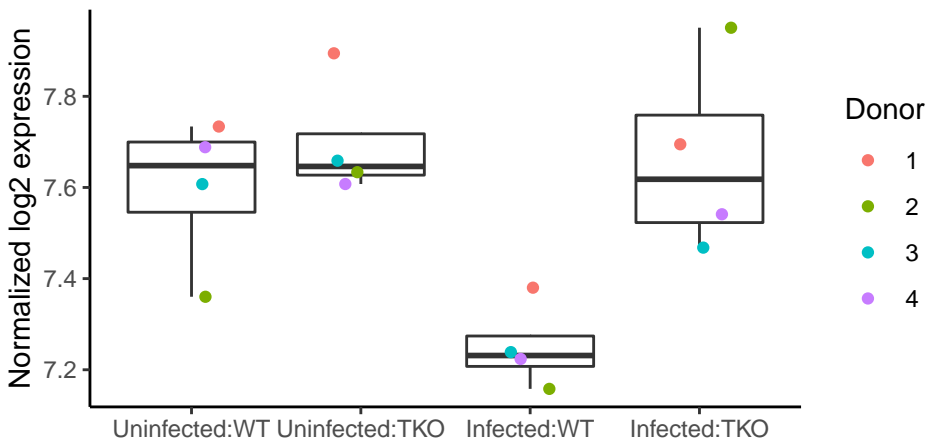 Normalized log2 expression
7.8
7.6
7.4
7.2
Uninfected:WT Uninfected:TKO Infected:WT Infected:TKO
Donor
1
2
3
4